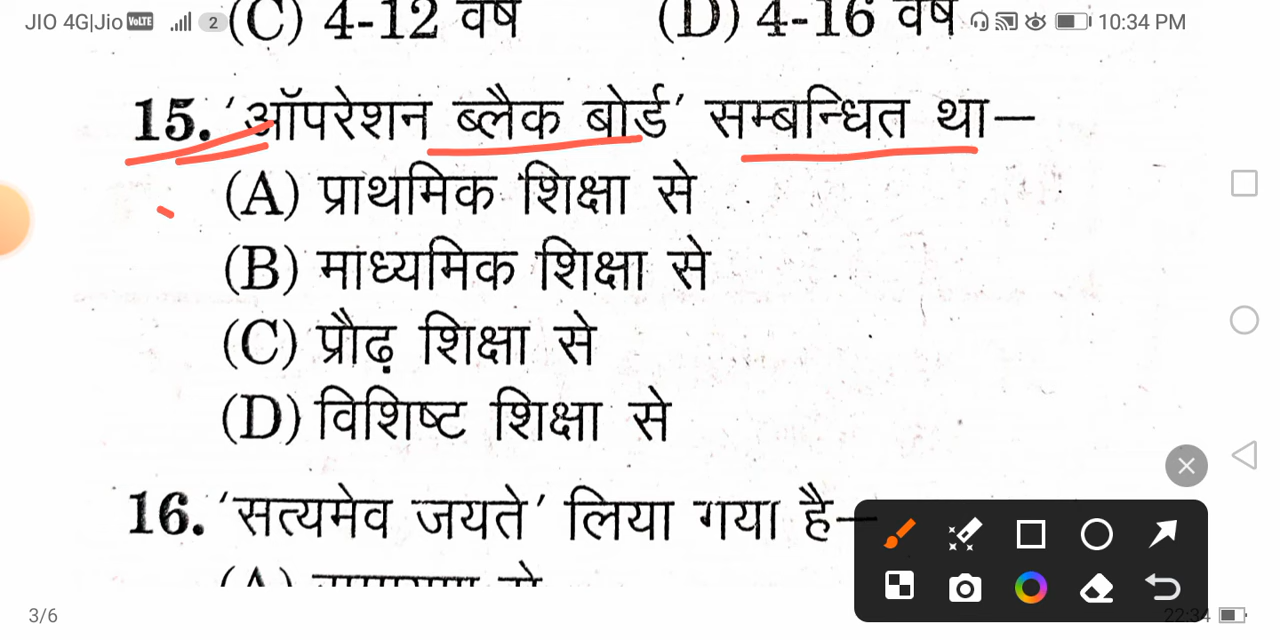 JIO 4G|Jio VoLTE 2 10:34 PM
(C) 4-12 वर्ष (D) 4-16 वर्ष
15. 'ऑपरेशन ब्लैक बोर्ड' सम्बन्धित था—
(A) प्राथमिक शिक्षा से
(B) माध्यमिक शिक्षा से
(C) प्रौढ़ शिक्षा से
(D) विशिष्ट शिक्षा से
16. 'सत्यमेव जयते' लिया गया है—
(A)
3/6 22:34